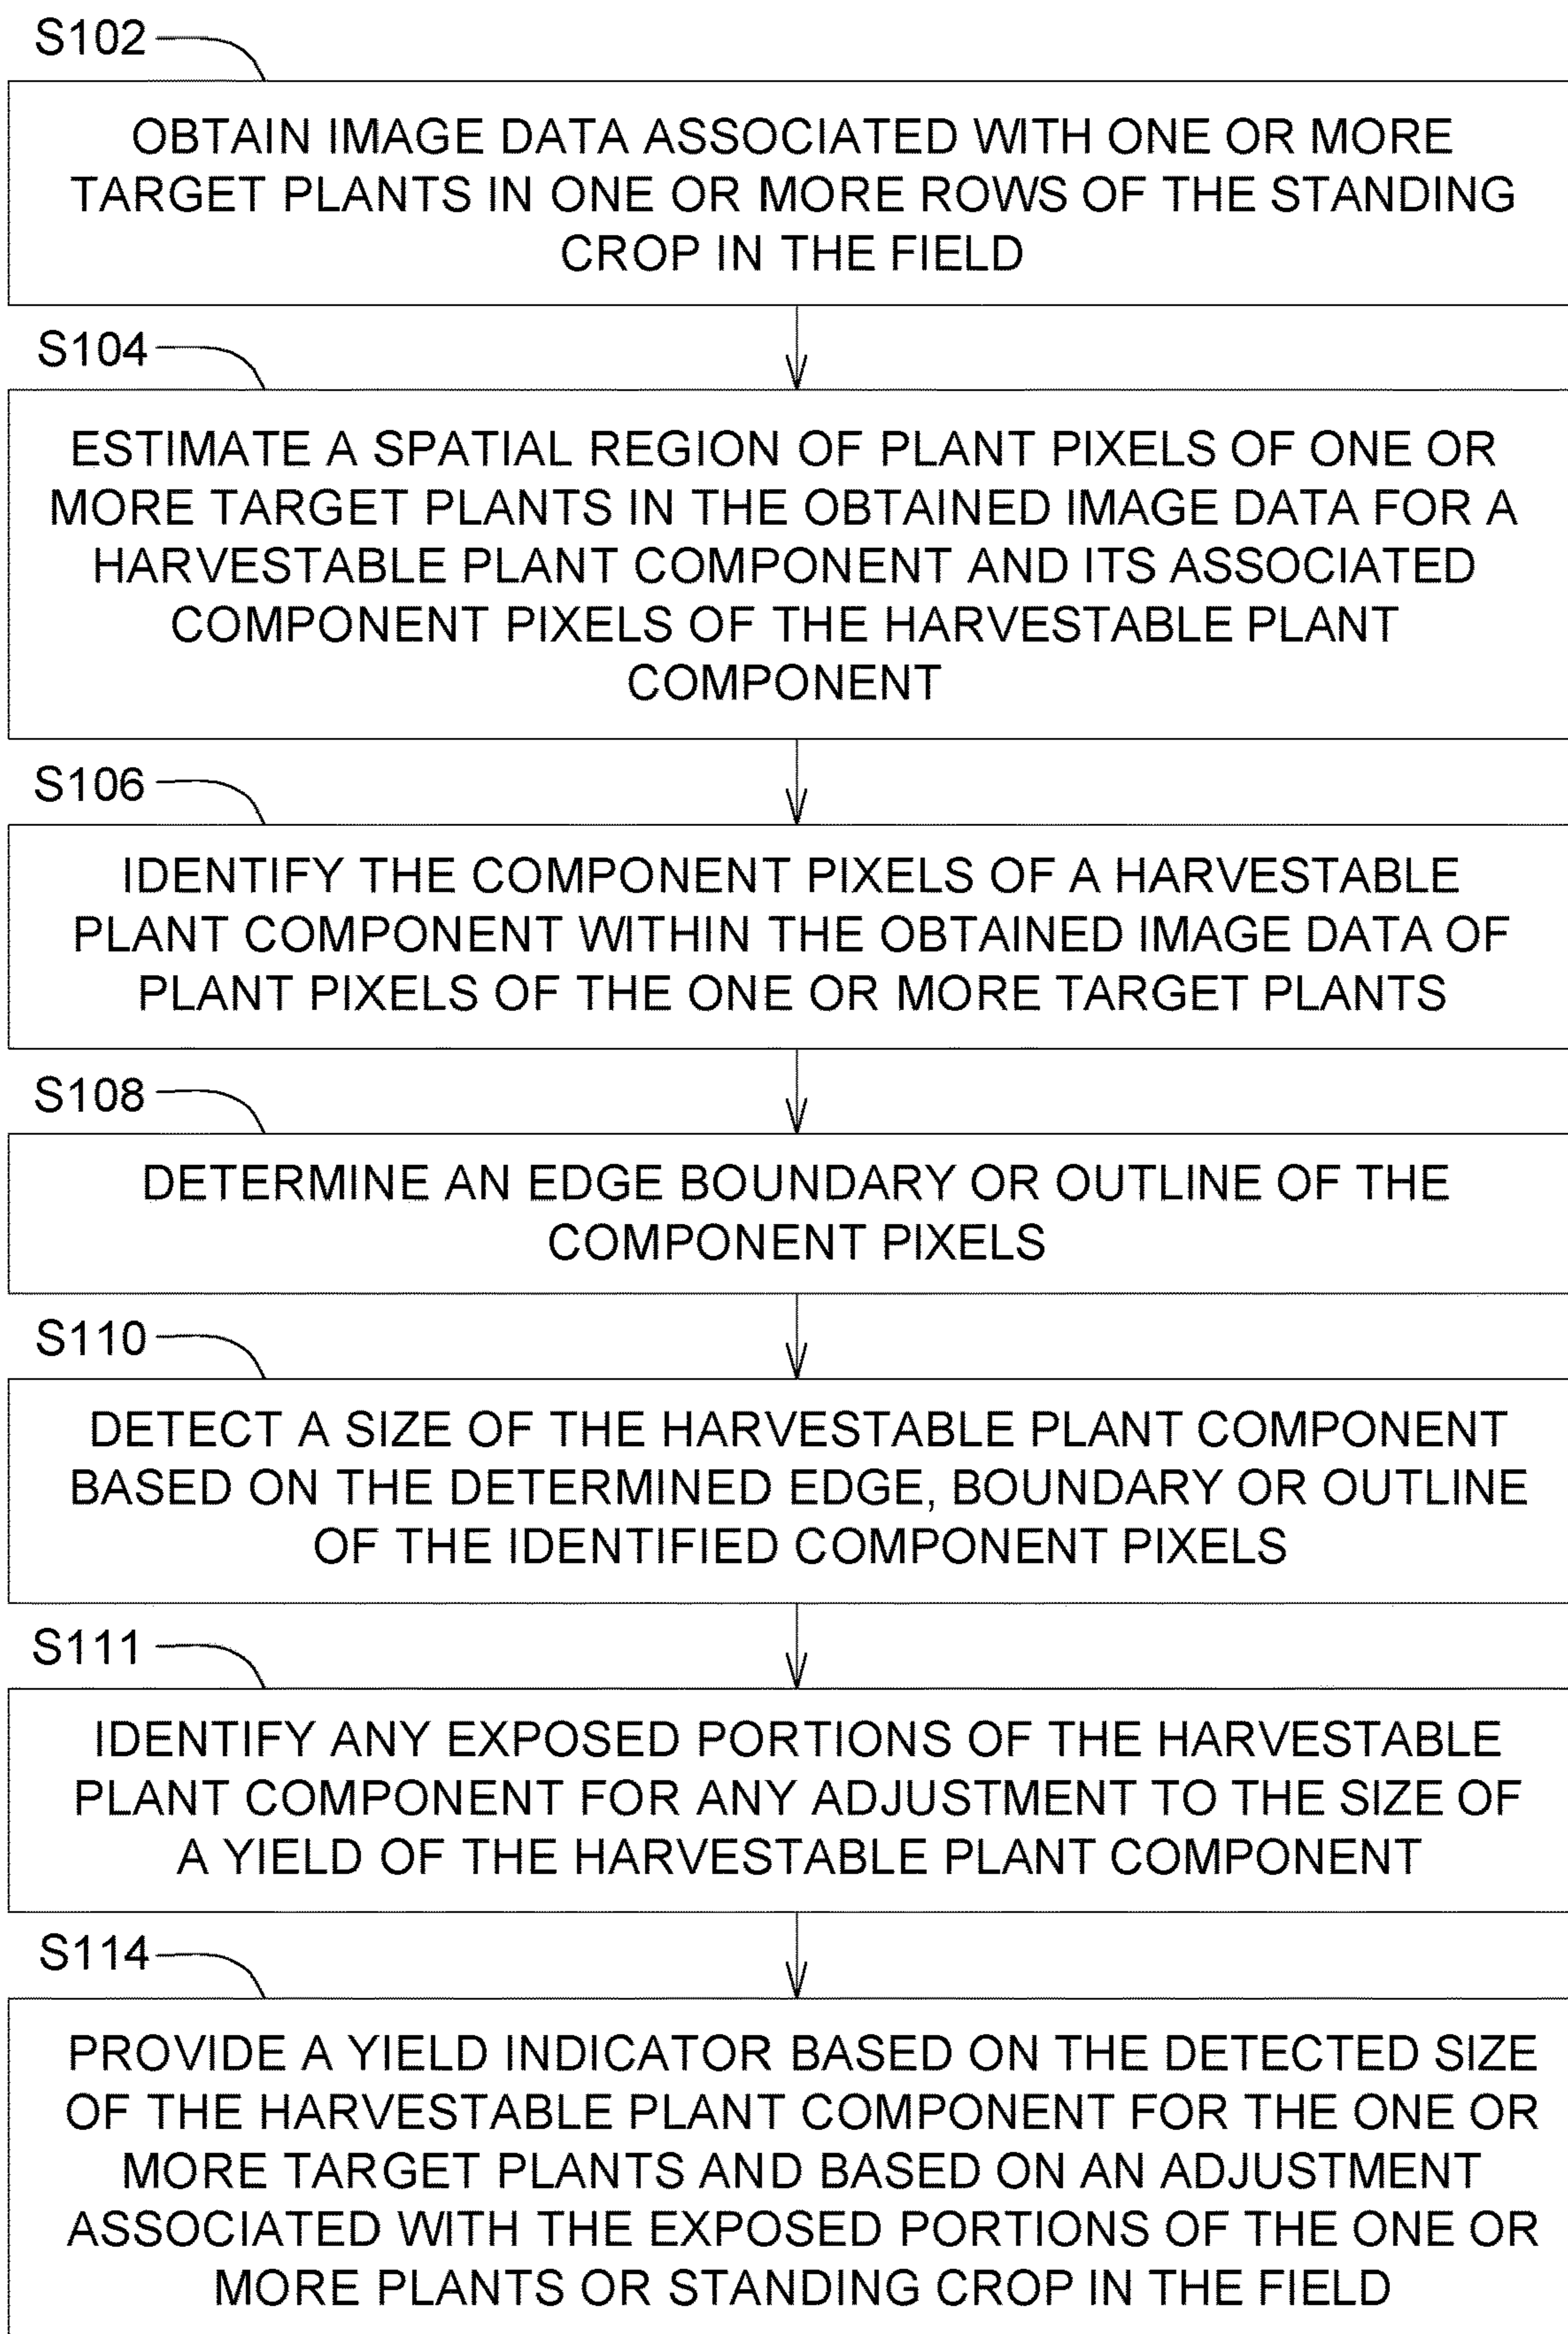 S102
OBTAIN IMAGE DATA ASSOCIATED WITH ONE OR MORE
TARGET PLANTS IN ONE OR MORE ROWS OF THE STANDING
CROP IN THE FIELD
S104
ESTIMATE A SPATIAL REGION OF PLANT PIXELS OF ONE OR
MORE TARGET PLANTS IN THE OBTAINED IMAGE DATA FOR A
HARVESTABLE PLANT COMPONENT AND ITS ASSOCIATED
COMPONENT PIXELS OF THE HARVESTABLE PLANT
COMPONENT
S106
IDENTIFY THE COMPONENT PIXELS OF A HARVESTABLE
PLANT COMPONENT WITHIN THE OBTAINED IMAGE DATA OF
PLANT PIXELS OF THE ONE OR MORE TARGET PLANTS
S108
DETERMINE AN EDGE BOUNDARY OR OUTLINE OF THE
COMPONENT PIXELS
S110
DETECT A SIZE OF THE HARVESTABLE PLANT COMPONENT
BASED ON THE DETERMINED EDGE, BOUNDARY OR OUTLINE
OF THE IDENTIFIED COMPONENT PIXELS
S111
IDENTIFY ANY EXPOSED PORTIONS OF THE HARVESTABLE
PLANT COMPONENT FOR ANY ADJUSTMENT TO THE SIZE OF
A YIELD OF THE HARVESTABLE PLANT COMPONENT
S114
PROVIDE A YIELD INDICATOR BASED ON THE DETECTED SIZE
OF THE HARVESTABLE PLANT COMPONENT FOR THE ONE OR
MORE TARGET PLANTS AND BASED ON AN ADJUSTMENT
ASSOCIATED WITH THE EXPOSED PORTIONS OF THE ONE OR
MORE PLANTS OR STANDING CROP IN THE FIELD